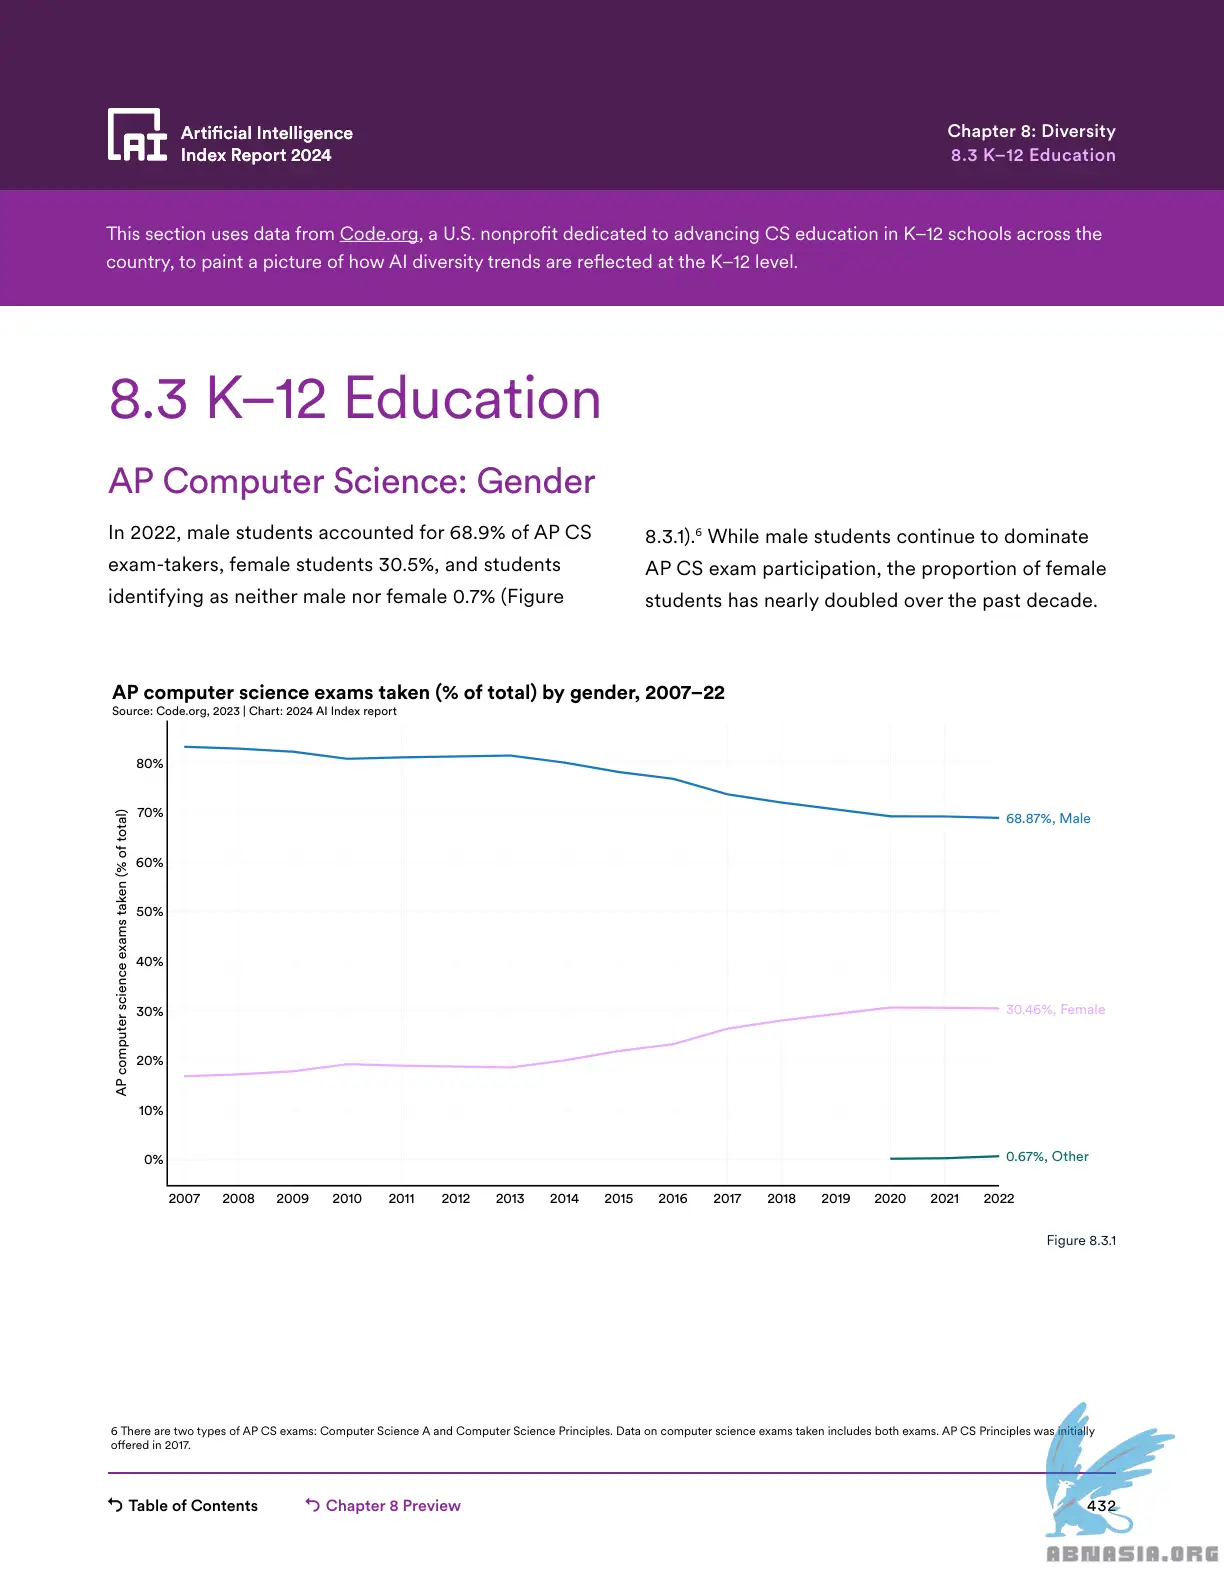 Artificial Intelligence
Index Report 2024
Chapter 8: Diversity
8.3 K–12 Education
This section uses data from Code.org, a U.S. nonprofit dedicated to advancing CS education in K–12 schools across the
country, to paint a picture of how AI diversity trends are reflected at the K–12 level.
8.3 K–12 Education
AP Computer Science: Gender
In 2022, male students accounted for 68.9% of AP CS
exam-takers, female students 30.5%, and students
identifying as neither male nor female 0.7% (Figure
8.3.1).⁶ While male students continue to dominate
AP CS exam participation, the proportion of female
students has nearly doubled over the past decade.
AP computer science exams taken (% of total) by gender, 2007–22
Source: Code.org, 2023 | Chart: 2024 AI Index report
AP computer science exams taken (% of total)
80%
70%
60%
50%
40%
30%
20%
10%
0%
68.87%, Male
30.46%, Female
0.67%, Other
2007 2008 2009 2010 2011 2012 2013 2014 2015 2016 2017 2018 2019 2020 2021 2022
Figure 8.3.1
6 There are two types of AP CS exams: Computer Science A and Computer Science Principles. Data on computer science exams taken includes both exams. AP CS Principles was initially
offered in 2017.
Table of Contents
Chapter 8 Preview
432
ABNASIA.ORG